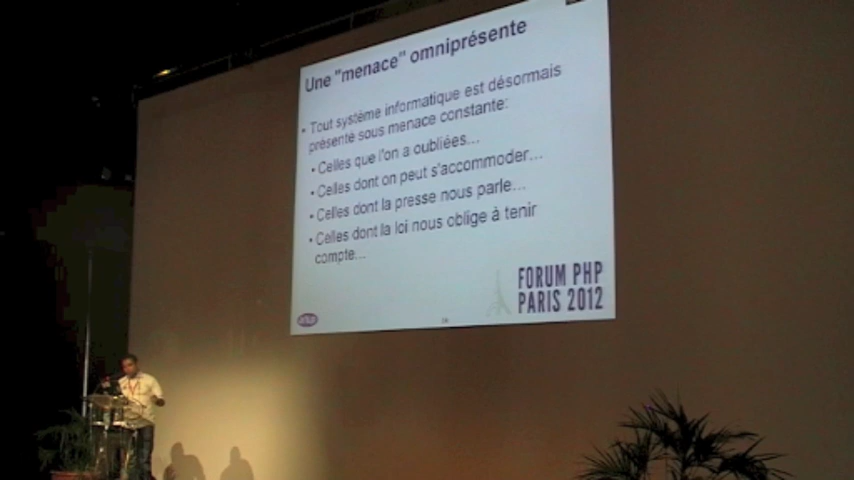 Une "menace" omniprésente
• Tout système informatique est désormais
présenté sous menace constante:
• Celles que l'on a oubliées...
• Celles dont on peut s'accommoder...
• Celles dont la presse nous parle...
• Celles dont la loi nous oblige à tenir
compte...
FORUM PHP
PARIS 2012